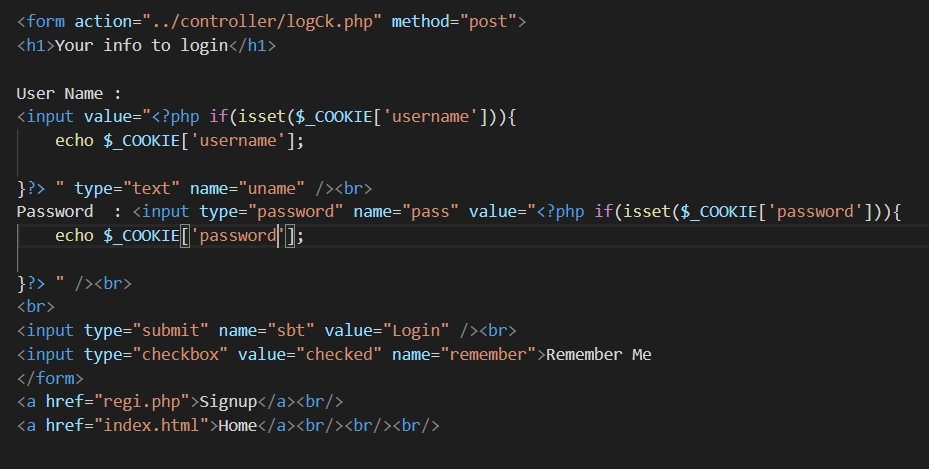 <form action="../controller/logCk.php" method="post">
<h1>Your info to login</h1>
User Name :
<input value="<?php if(isset($_COOKIE['username'])){
echo $_COOKIE['username'];
}?> " type="text" name="uname" /><br>
Password  : <input type="password" name="pass" value="<?php if(isset($_COOKIE['password'])){
echo $_COOKIE['password'];
}?> " /><br>
<br>
<input type="submit" name="sbt" value="Login" /><br>
<input type="checkbox" value="checked" name="remember">Remember Me
</form>
<a href="regi.php">Signup</a><br/>
<a href="index.html">Home</a><br/><br/><br/>